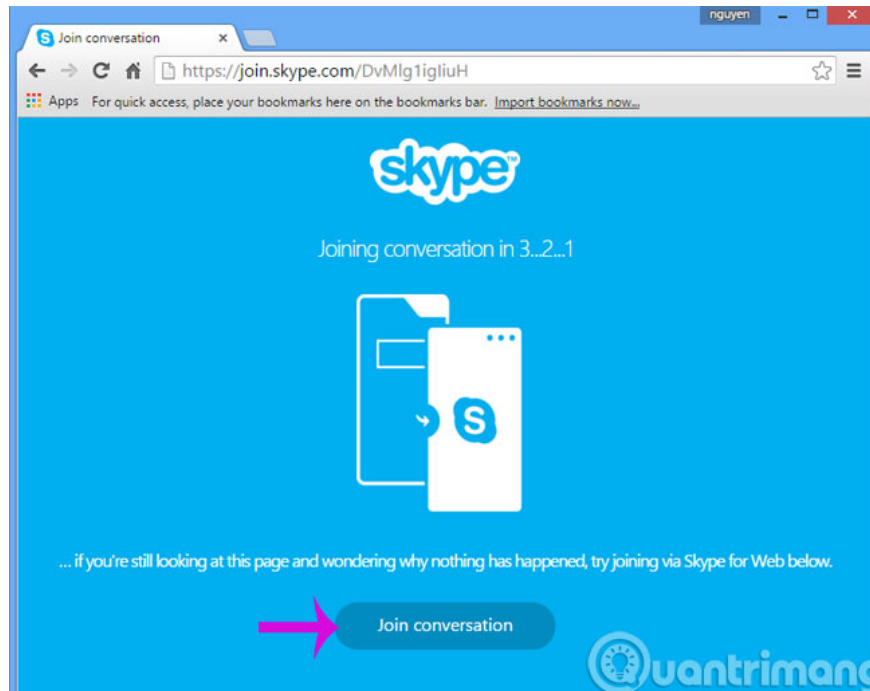 nguyen
Join conversation
https://join.skype.com/DvMlg1igIiuH
Apps For quick access, place your bookmarks here on the bookmarks bar. Import bookmarks now...
skype™
Joining conversation in 3...2...1
S
... if you're still looking at this page and wondering why nothing has happened, try joining via Skype for Web below.
Join conversation
Quantrimang